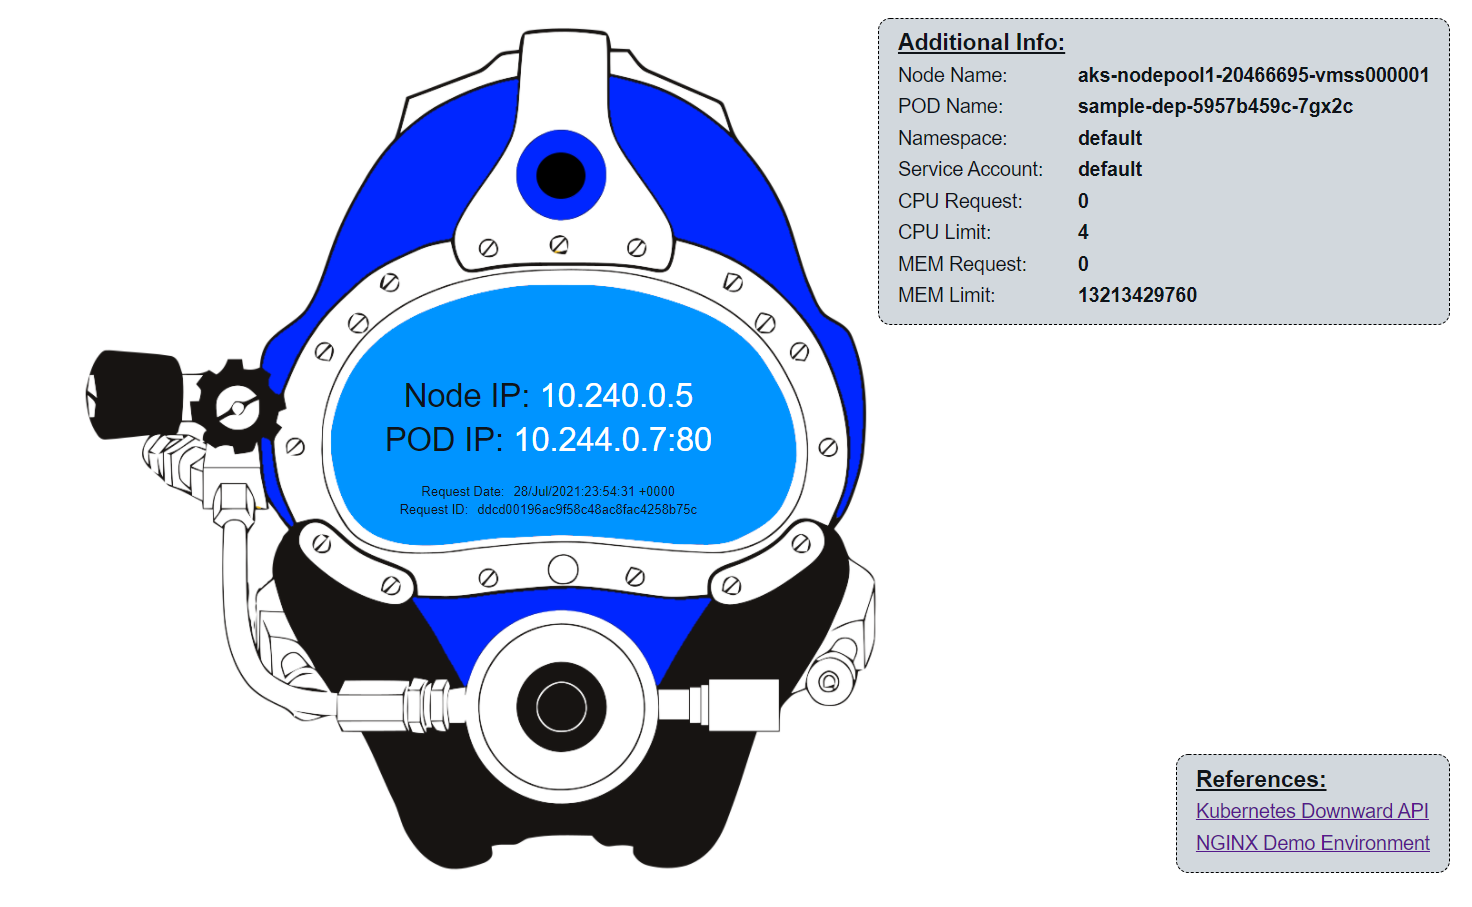 Additional Info:
Node Name: aks-nodepool1-20466695-vmss000001
POD Name: sample-dep-5957b459c-7gx2c
Namespace: default
Service Account: default
CPU Request: 0
CPU Limit: 4
MEM Request: 0
MEM Limit: 13213429760
Node IP: 10.240.0.5
POD IP: 10.244.0.7:80
Request Date: 28/Jul/2021:23:54:31 +0000
Request ID: ddcd00196ac9f58c48ac8fac4258b75c
References:
Kubernetes Downward API
NGINX Demo Environment